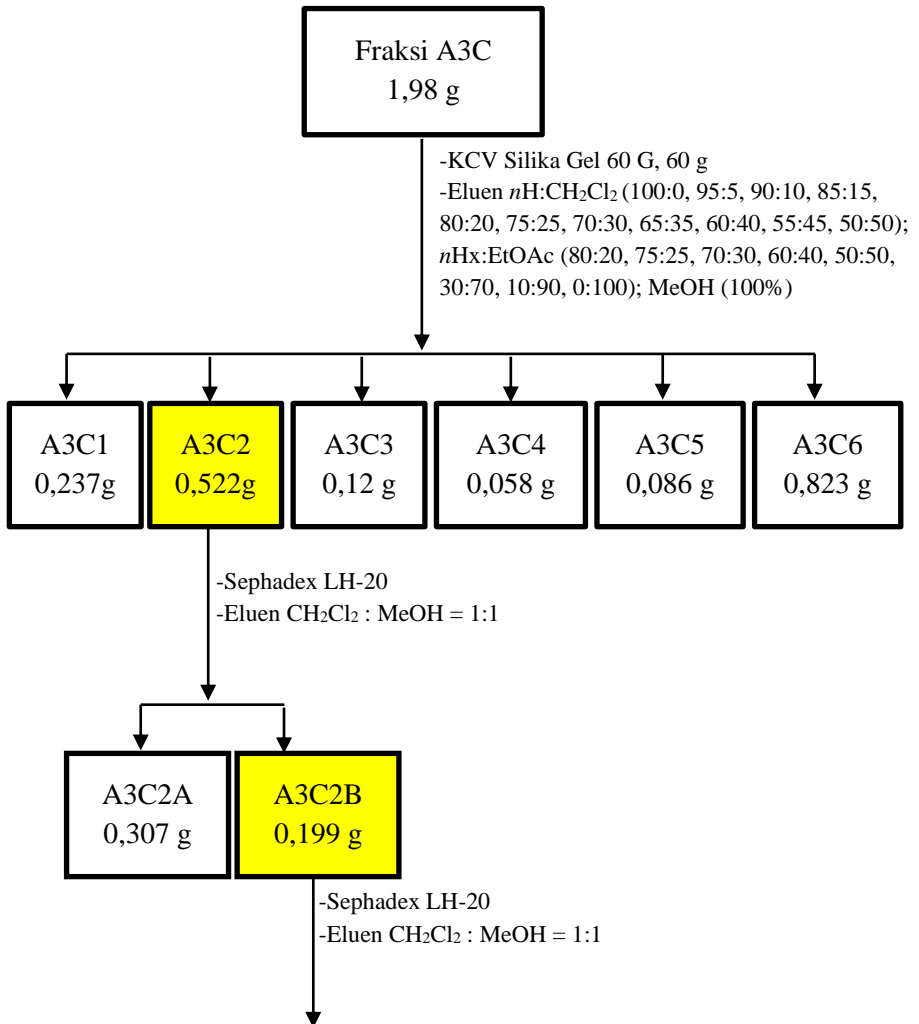 Fraksi A3C
1,98 g
-KCV Silika Gel 60 G, 60 g
-Eluen nH:CH₂Cl₂ (100:0, 95:5, 90:10, 85:15,
80:20, 75:25, 70:30, 65:35, 60:40, 55:45, 50:50);
nHx:EtOAc (80:20, 75:25, 70:30, 60:40, 50:50,
30:70, 10:90, 0:100); MeOH (100%)
A3C1
0,237g
A3C2
0,522g
A3C3
0,12 g
A3C4
0,058 g
A3C5
0,086 g
A3C6
0,823 g
-Sephadex LH-20
-Eluen CH₂Cl₂ : MeOH = 1:1
A3C2A
0,307 g
A3C2B
0,199 g
-Sephadex LH-20
-Eluen CH₂Cl₂ : MeOH = 1:1